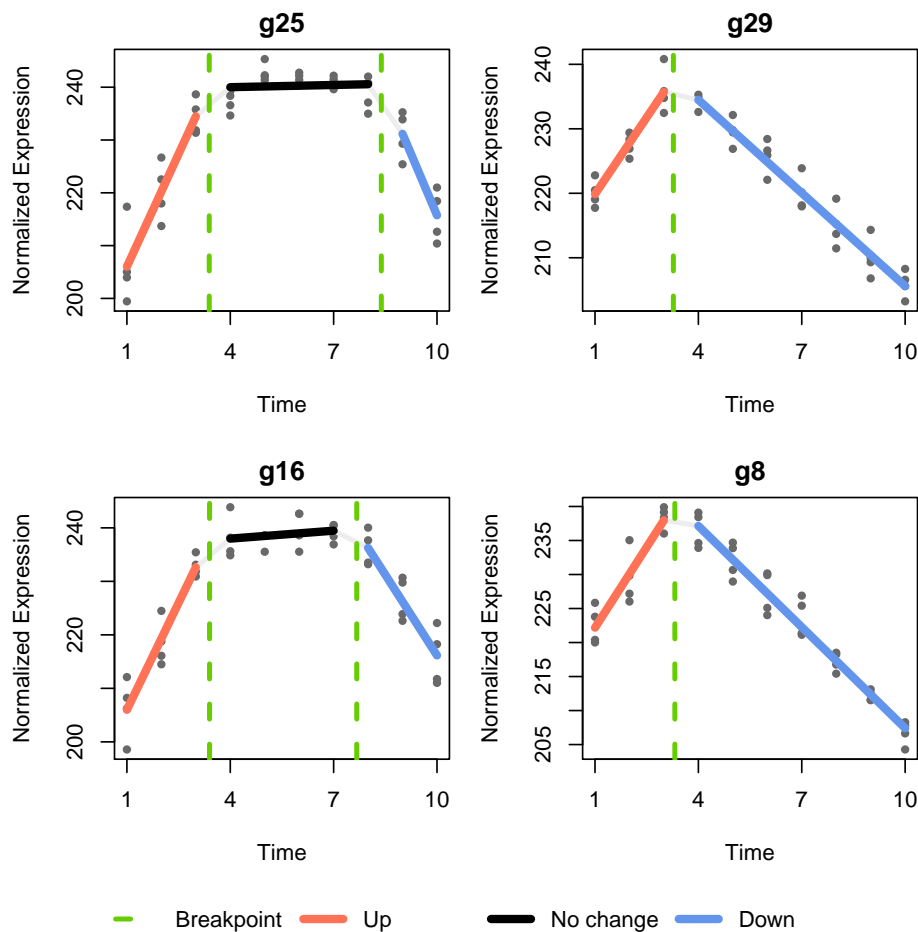 g25
g29
Normalized Expression
240
220
200
1
4
7
10
Time
Normalized Expression
240
230
220
210
1
4
7
10
Time
g16
g8
Normalized Expression
240
220
200
1
4
7
10
Time
Normalized Expression
235
225
215
205
1
4
7
10
Time
Breakpoint
Up
No change
Down